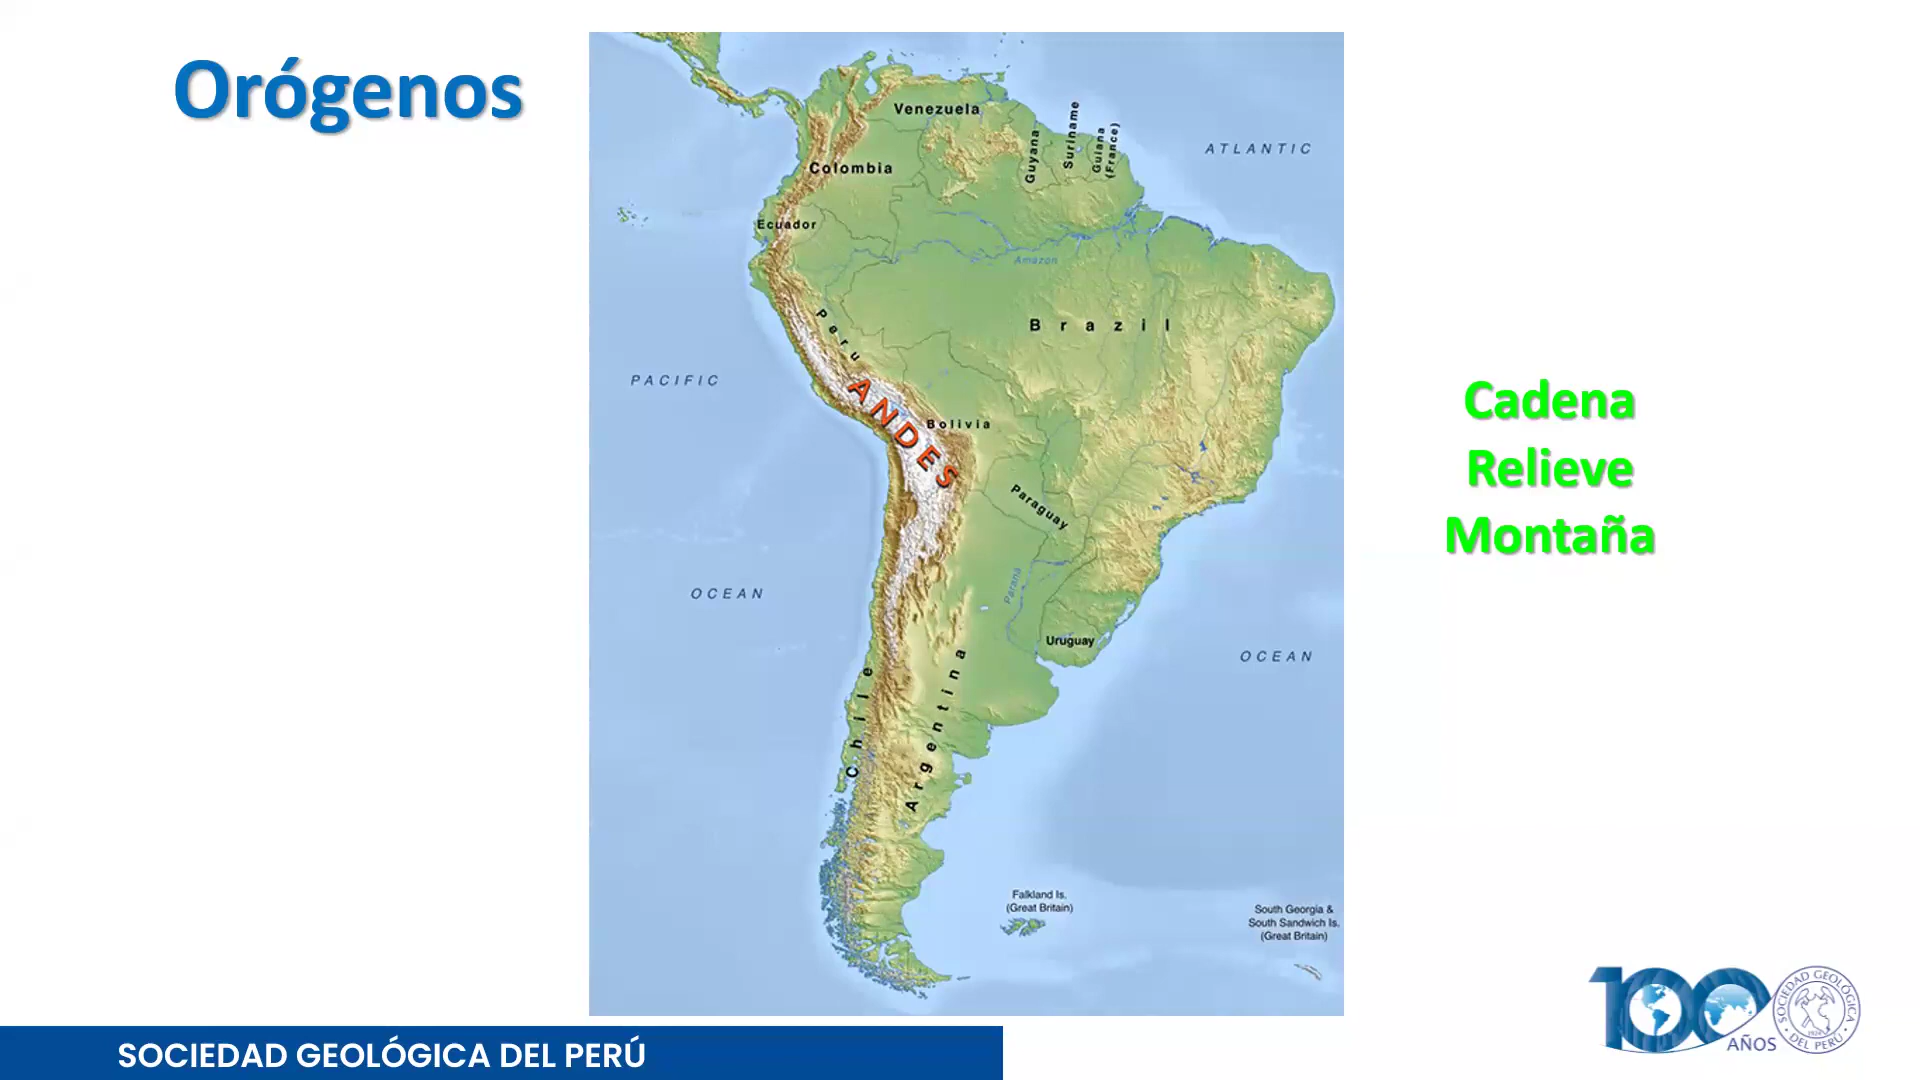 Orógenos
Venezuela
Guyana
Suriname
Guiana
(France)
ATLANTIC
Colombia
Ecuador
Amazon
Peru
Brazil
PACIFIC
ANDES
Bolivia
Paraguay
Parana
OCEAN
Uruguay
OCEAN
Chile
Argentina
Falkland Is.
(Great Britain)
South Georgia &
South Sandwich Is.
(Great Britain)
Cadena
Relieve
Montaña
SOCIEDAD GEOLÓGICA DEL PERÚ
100
AÑOS
SOCIEDAD GEOLÓGICA
1924
DEL PERÚ